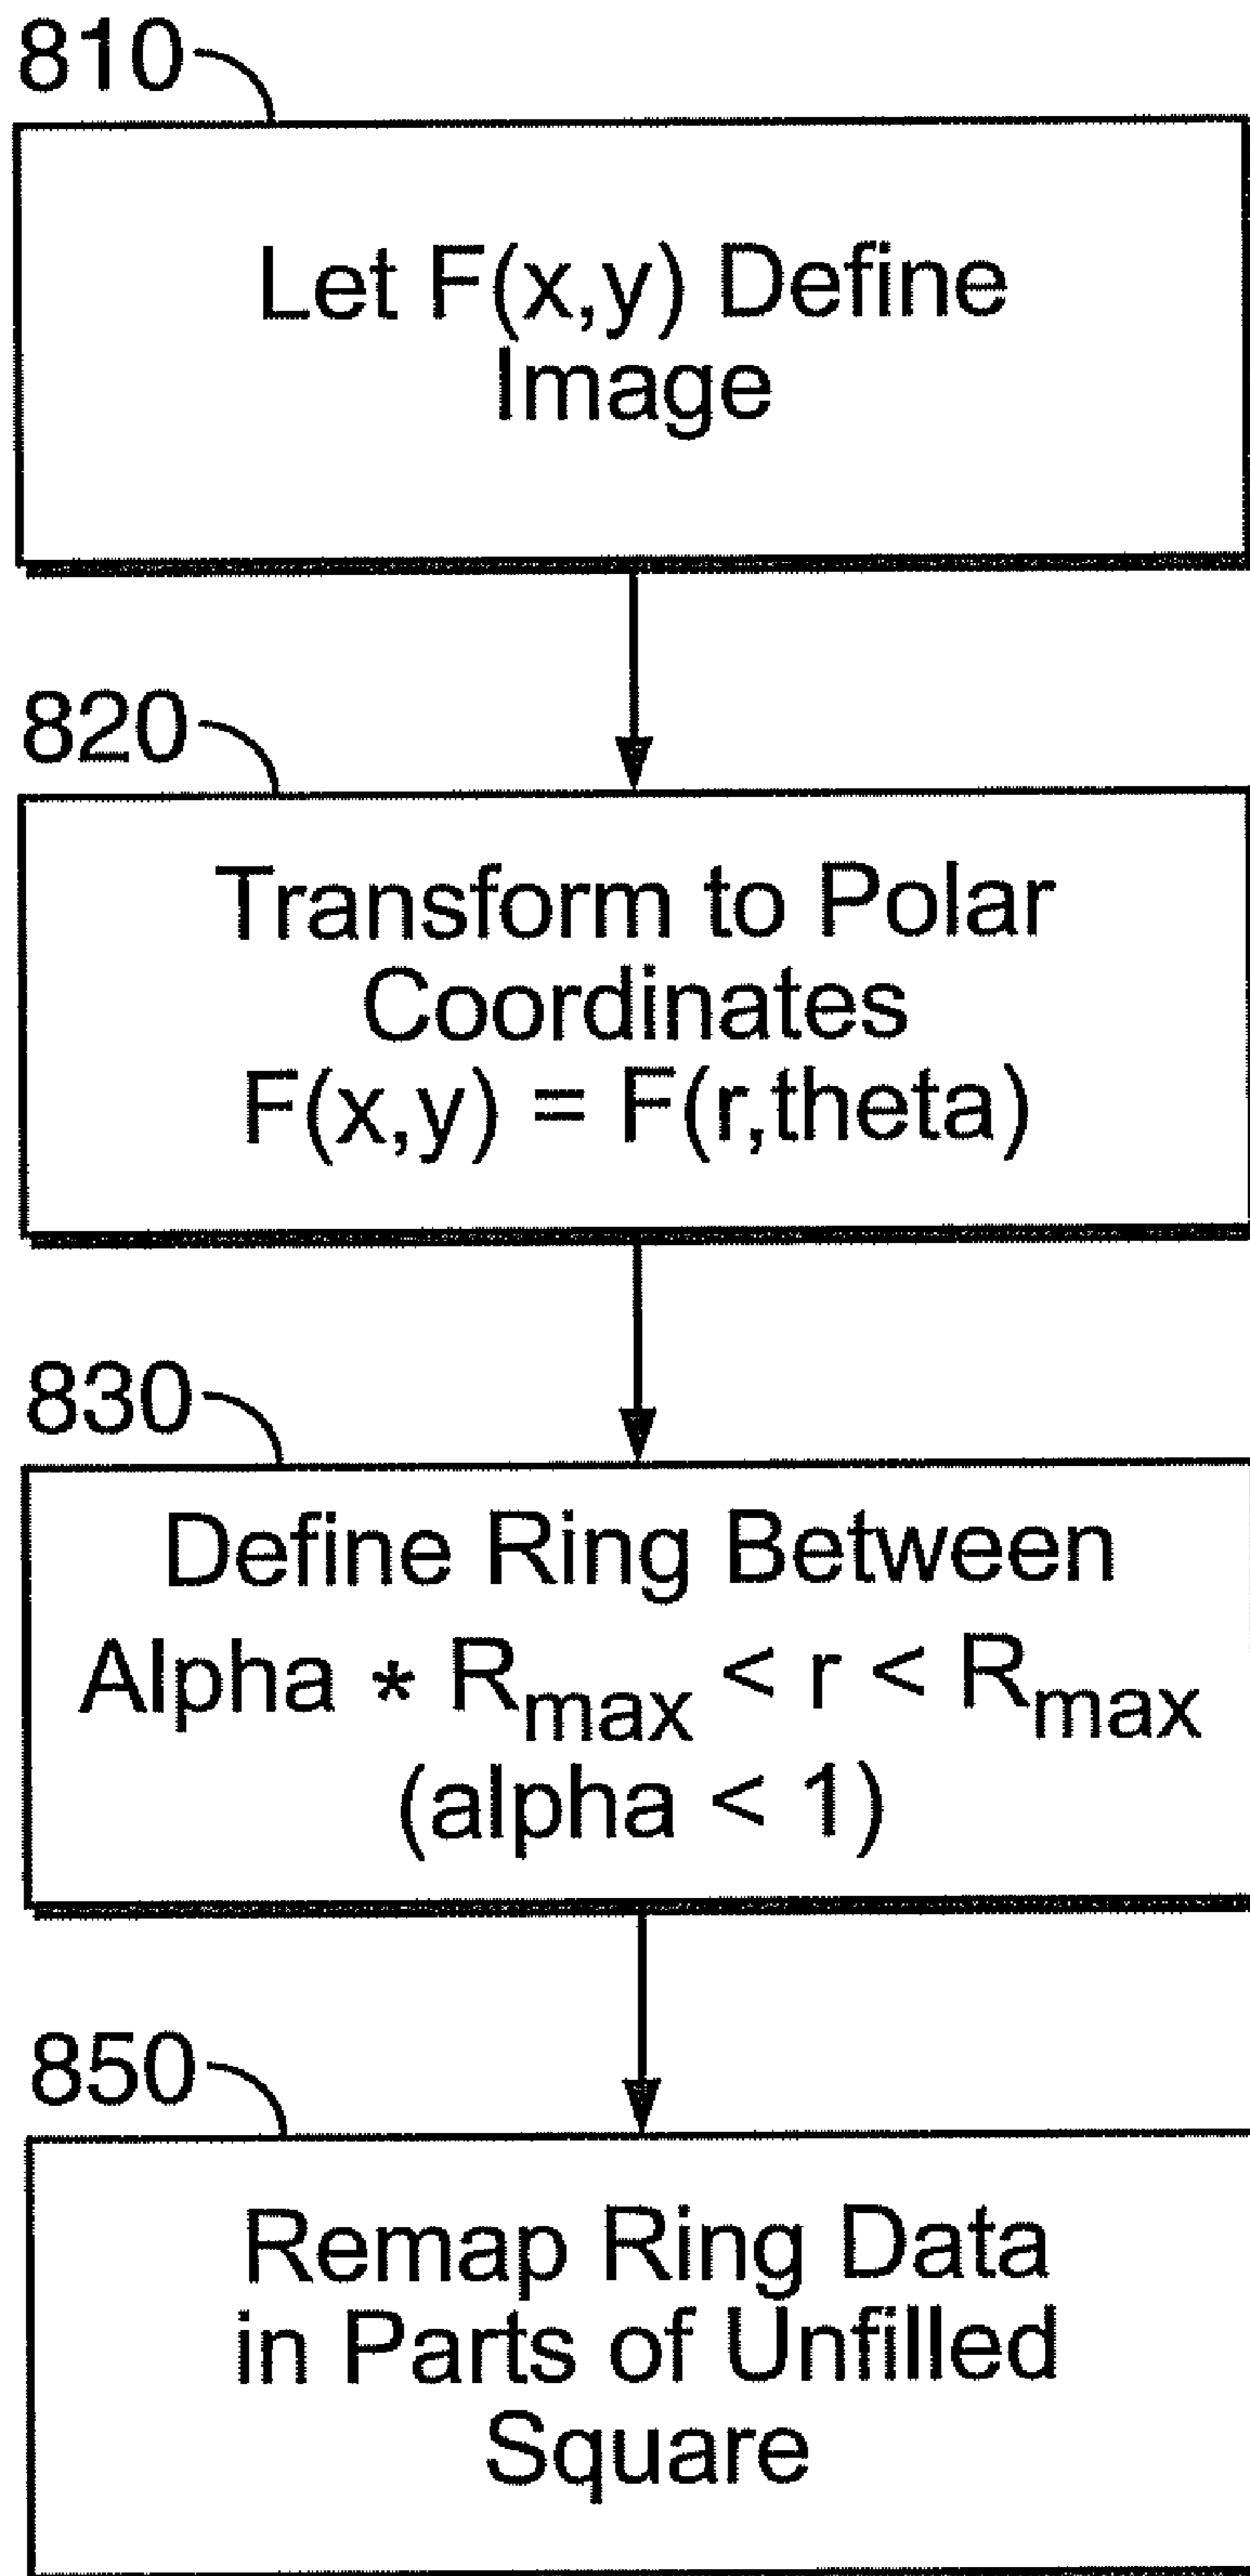 810
Let F(x,y) Define
Image
820
Transform to Polar
Coordinates
F(x,y) = F(r,theta)
830
Define Ring Between
Alpha * Rmax < r < Rmax
(alpha < 1)
850
Remap Ring Data
in Parts of Unfilled
Square